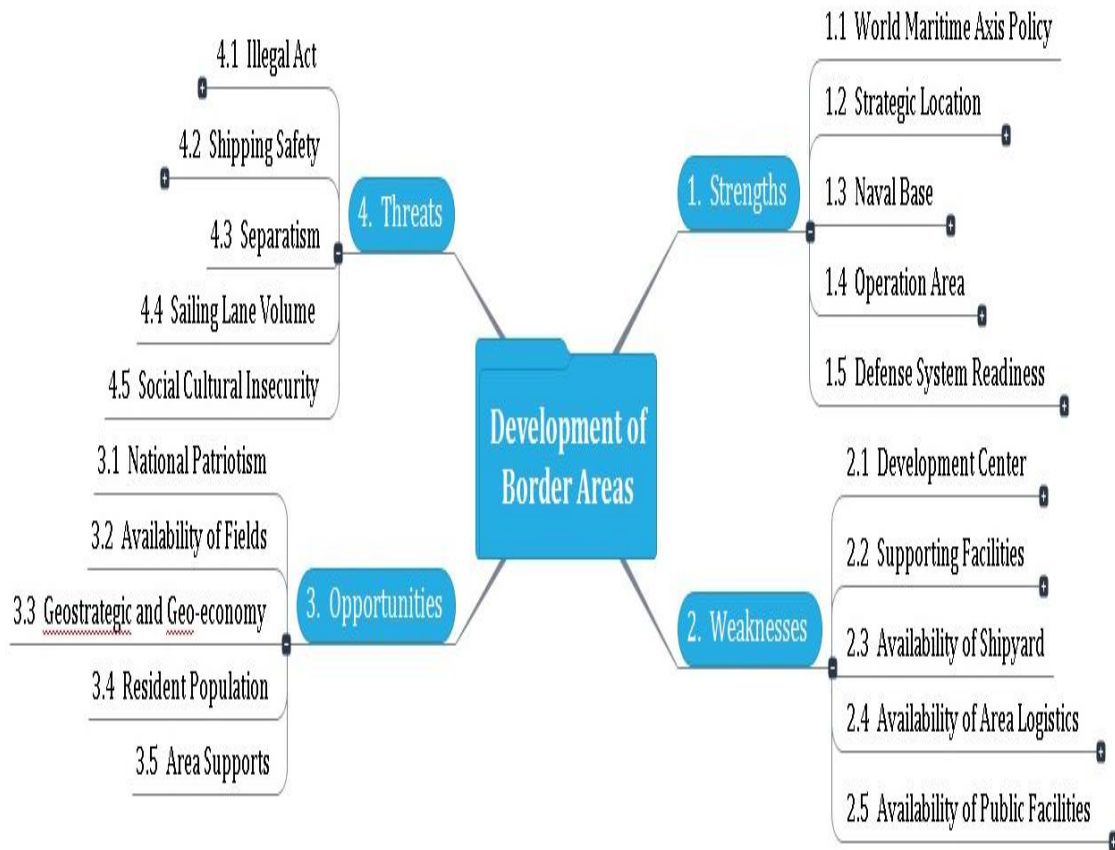 Development of
Border Areas
1. Strengths
1.1 World Maritime Axis Policy
1.2 Strategic Location
1.3 Naval Base
1.4 Operation Area
1.5 Defense System Readiness
2. Weaknesses
2.1 Development Center
2.2 Supporting Facilities
2.3 Availability of Shipyard
2.4 Availability of Area Logistics
2.5 Availability of Public Facilities
3. Opportunities
3.1 National Patriotism
3.2 Availability of Fields
3.3 Geostrategic and Geo-economy
3.4 Resident Population
3.5 Area Supports
4. Threats
4.1 Illegal Act
4.2 Shipping Safety
4.3 Separatism
4.4 Sailing Lane Volume
4.5 Social Cultural Insecurity